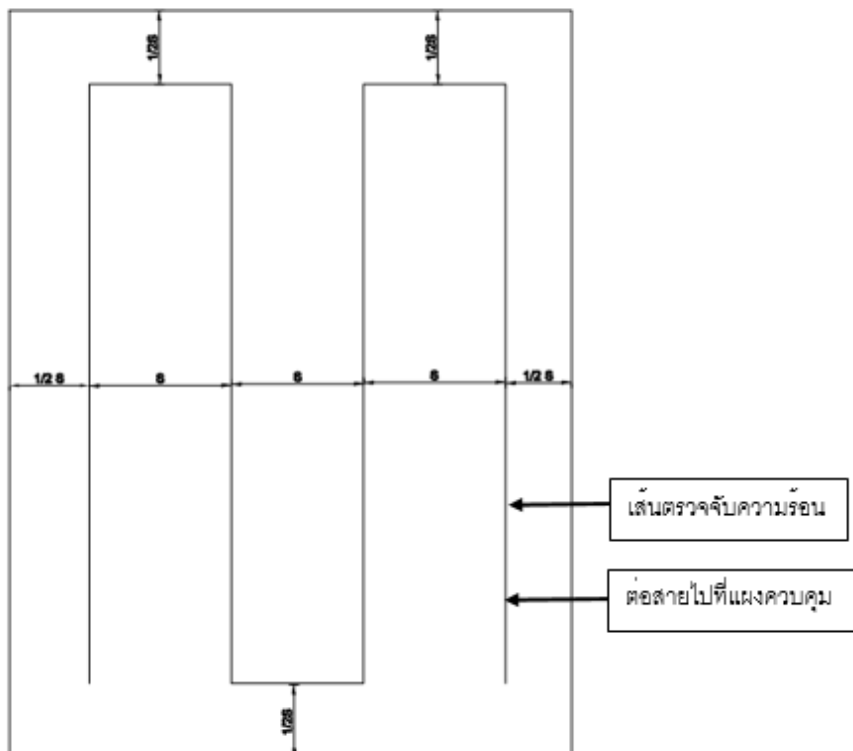 1/2S
1/2S
1/2 S
S
S
S
1/2 S
เส้นตรวจจับความร้อน
ต่อสายไปที่แผงควบคุม
1/2S